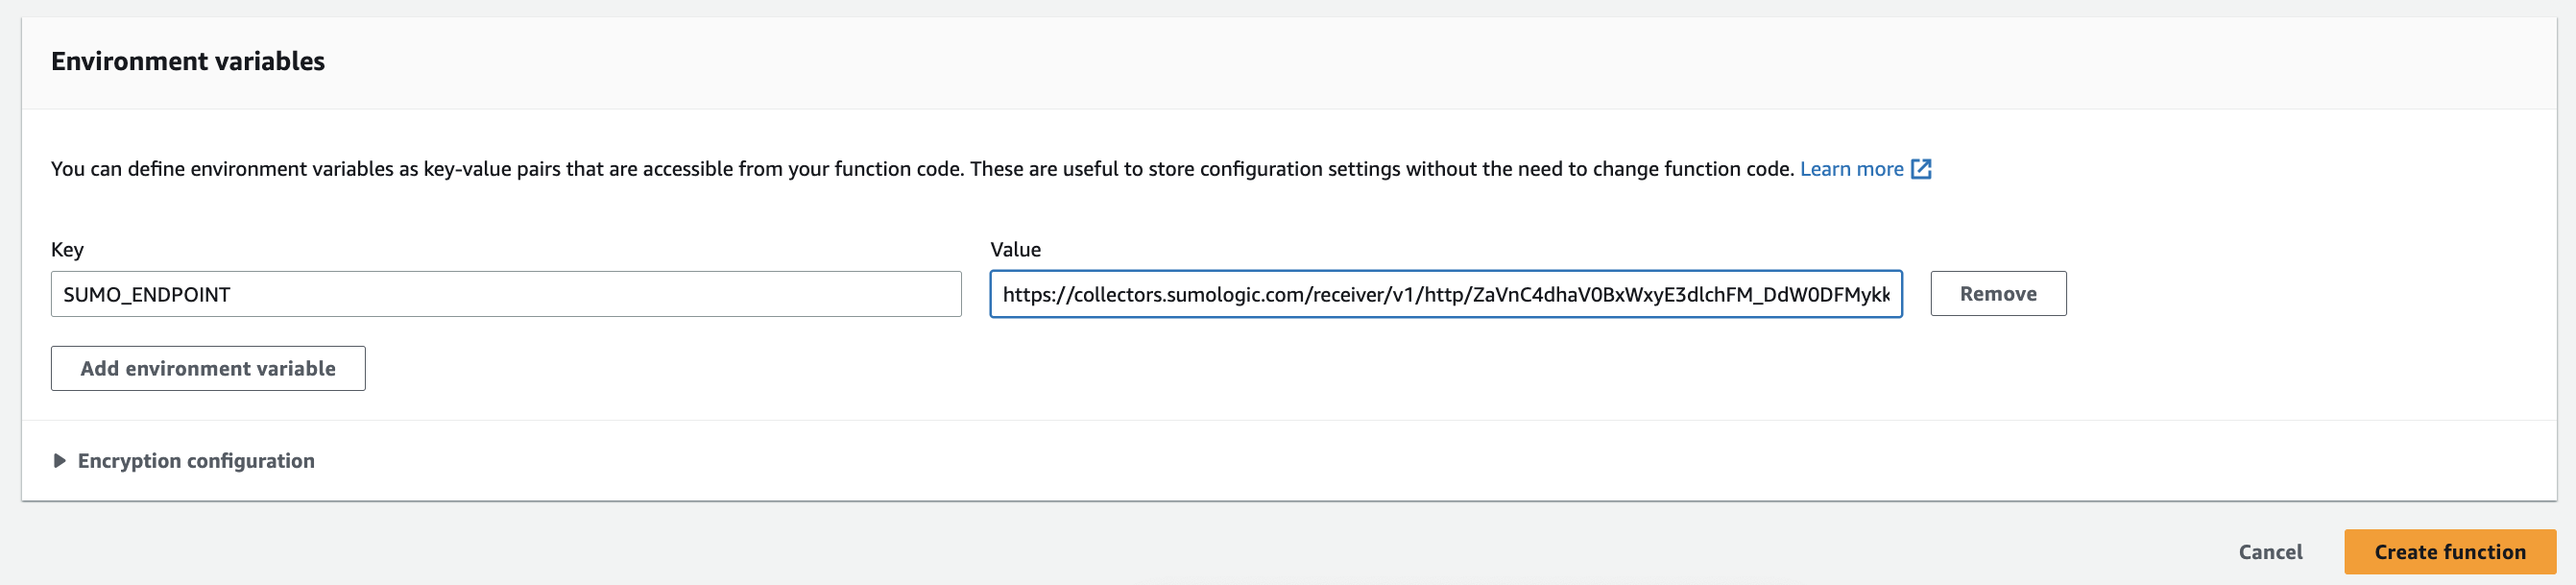 Environment variables
You can define environment variables as key-value pairs that are accessible from your function code. These are useful to store configuration settings without the need to change function code. Learn more
Key
Value
SUMO_ENDPOINT
https://collectors.sumologic.com/receiver/v1/http/ZaVnC4dhaV0BxWxyE3dlchFM_DdW0DFMykk
Remove
Add environment variable
Encryption configuration
Cancel
Create function